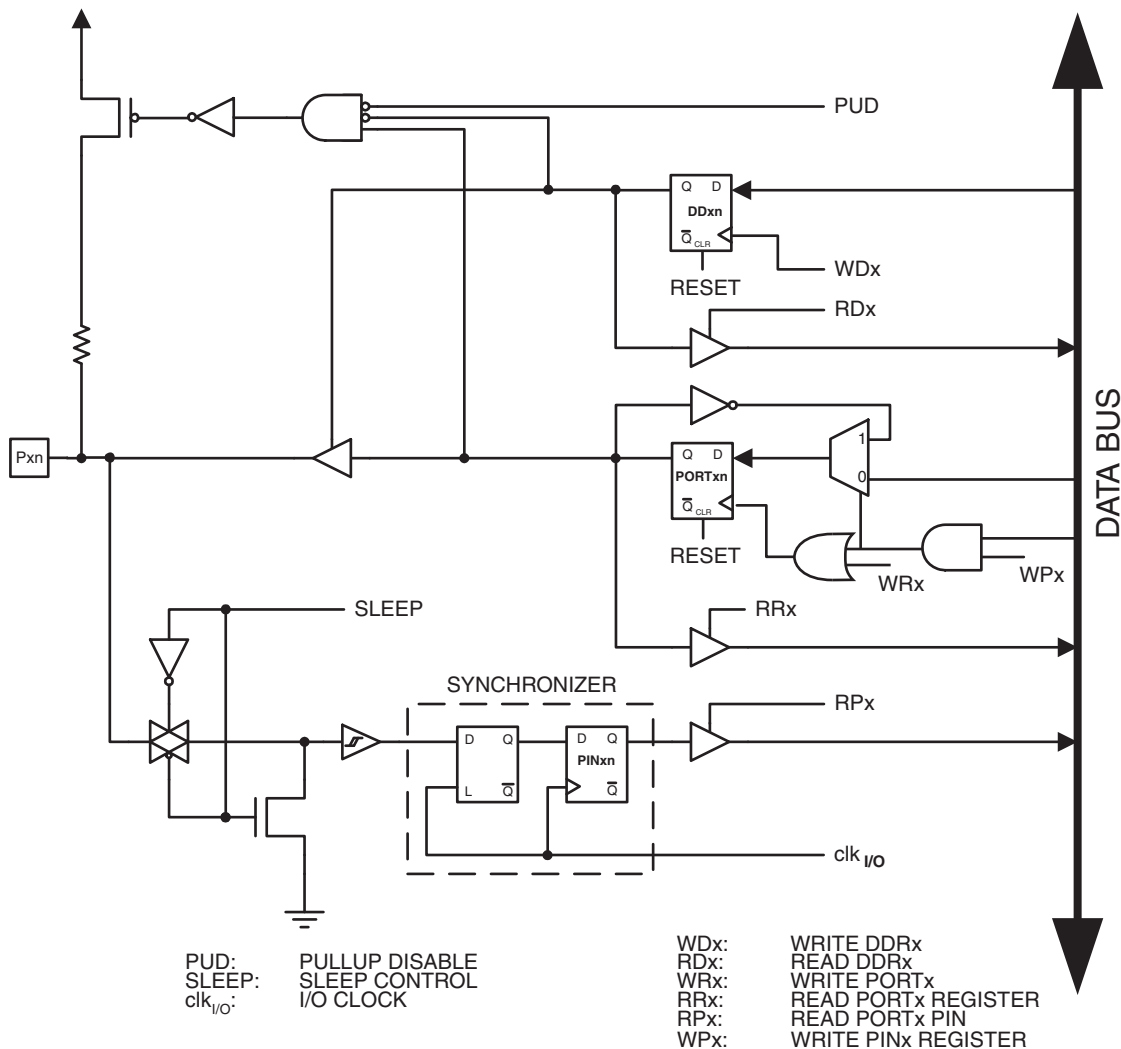 PUD
Q D
DDxn
Q CLR
WDx
RESET
RDx
1
Pxn
Q D
PORTxn
0
Q CLR
RESET
WRx
WPx
DATA BUS
SLEEP
RRx
SYNCHRONIZER
RPx
D Q
D Q
PINxn
L Q
Q
clk I/O
PUD: PULLUP DISABLE
SLEEP: SLEEP CONTROL
clkI/O: I/O CLOCK
WDx: WRITE DDRx
RDx: READ DDRx
WRx: WRITE PORTx
RRx: READ PORTx REGISTER
RPx: READ PORTx PIN
WPx: WRITE PINx REGISTER